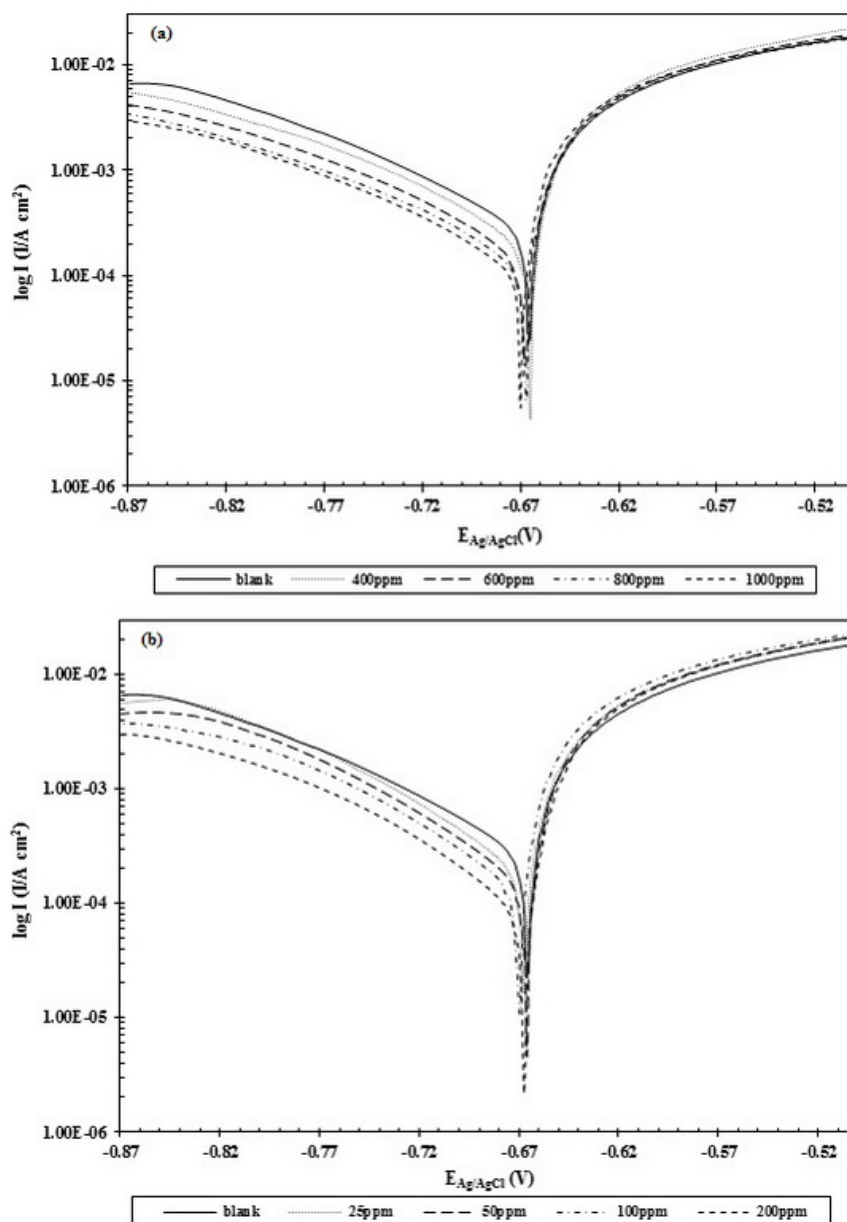 (a)
1.00E-02
1.00E-03
1.00E-04
1.00E-05
1.00E-06
log I (I/A cm²)
-0.87 -0.82 -0.77 -0.72 -0.67 -0.62 -0.57 -0.52
E Ag/AgCl(V)
blank 400ppm 600ppm 800ppm 1000ppm
(b)
1.00E-02
1.00E-03
1.00E-04
1.00E-05
1.00E-06
log I (I/A cm²)
-0.87 -0.82 -0.77 -0.72 -0.67 -0.62 -0.57 -0.52
E Ag/AgCl (V)
blank 25ppm 50ppm 100ppm 200ppm